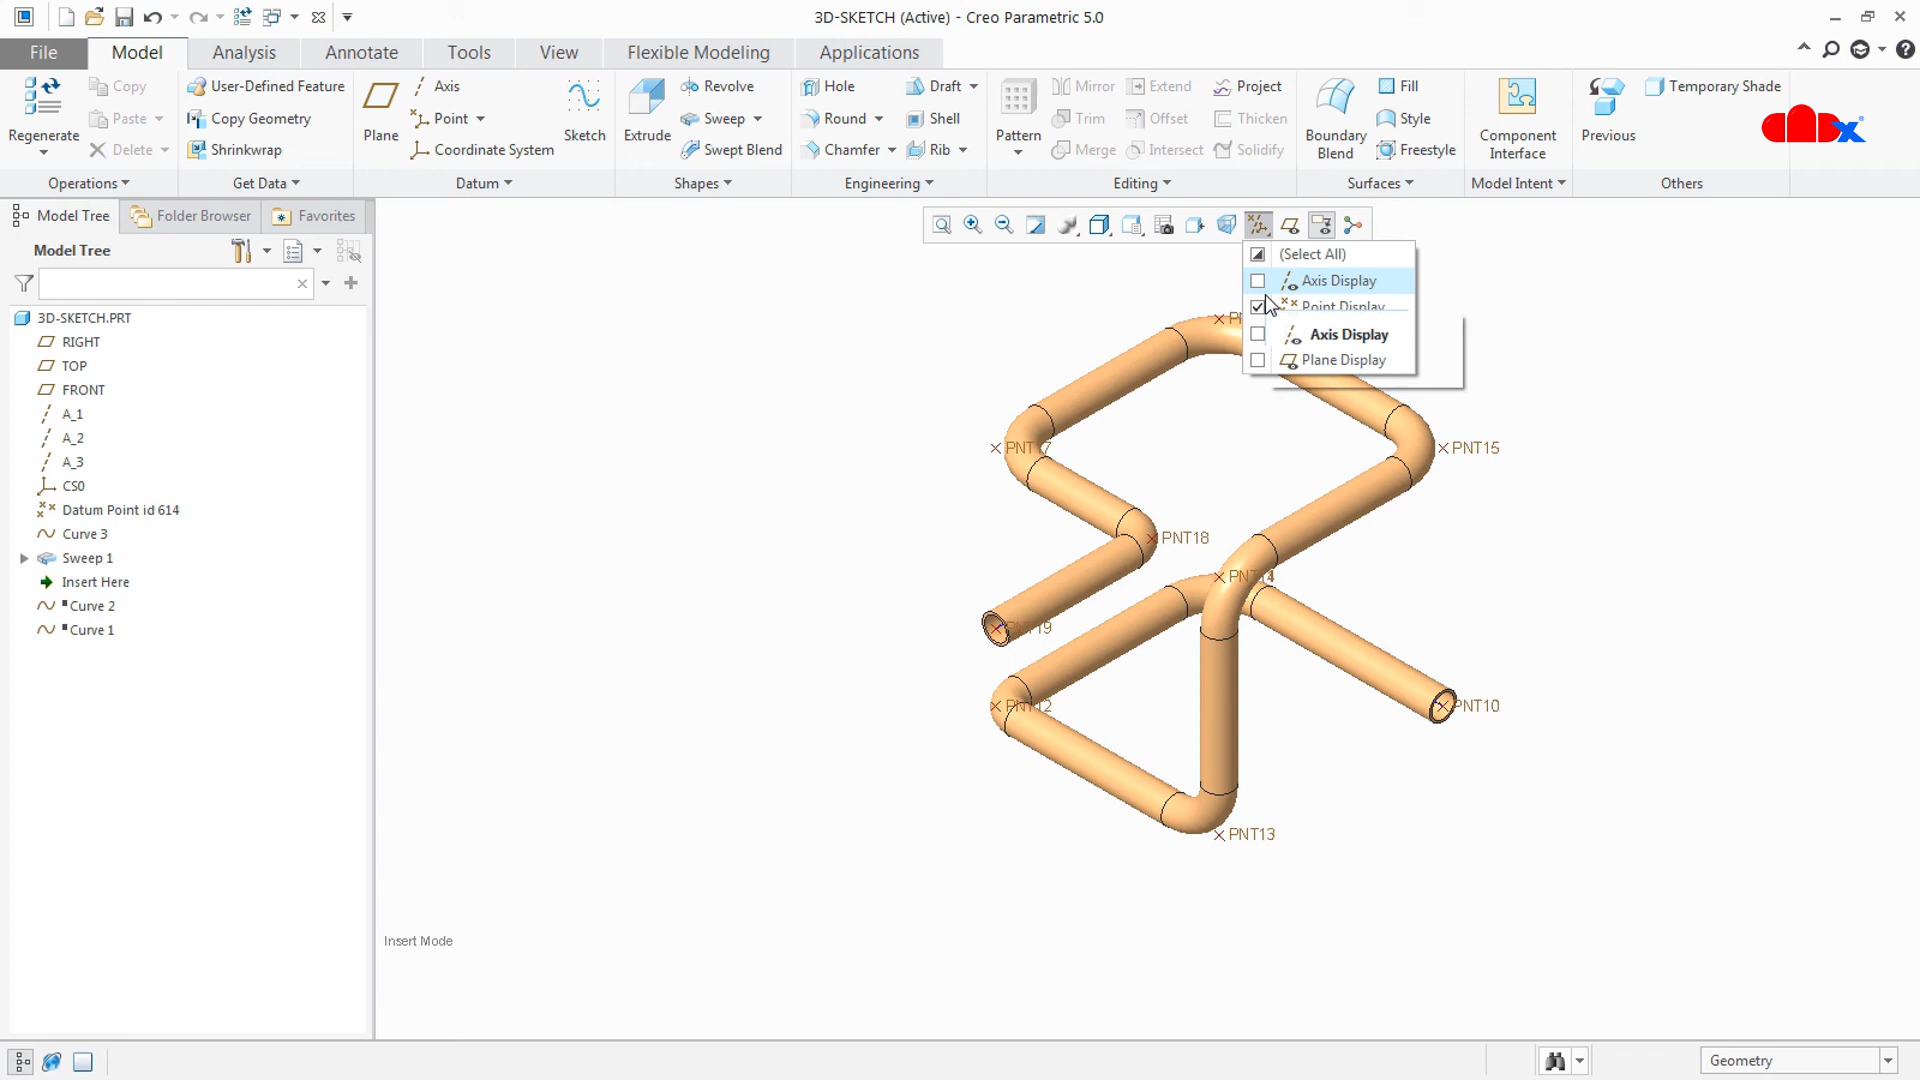 3D-SKETCH (Active) - Creo Parametric 5.0
File
Model
Analysis
Annotate
Tools
View
Flexible Modeling
Applications
Regenerate
Copy
Paste
Delete
Operations
User-Defined Feature
Copy Geometry
Shrinkwrap
Get Data
Plane
Axis
Point
Coordinate System
Sketch
Datum
Extrude
Revolve
Sweep
Swept Blend
Shapes
Hole
Round
Chamfer
Draft
Shell
Rib
Engineering
Pattern
Mirror
Trim
Merge
Extend
Offset
Intersect
Project
Thicken
Solidify
Editing
Boundary
Blend
Fill
Style
Freestyle
Surfaces
Component
Interface
Model Intent
Previous
Temporary Shade
Others
Model Tree
Folder Browser
Favorites
Model Tree
3D-SKETCH.PRT
RIGHT
TOP
FRONT
A_1
A_2
A_3
CS0
Datum Point id 614
Curve 3
Sweep 1
Insert Here
Curve 2
Curve 1
(Select All)
Axis Display
Point Display
Axis Display
Plane Display
PNT15
PNT18
PNT14
PNT19
PNT12
PNT10
PNT13
Insert Mode
Geometry